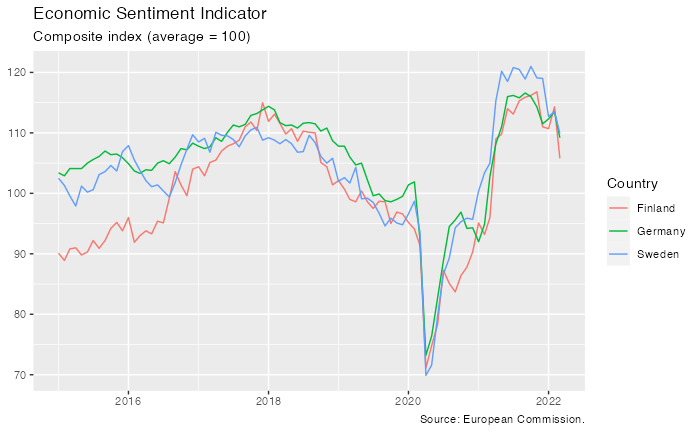 Economic Sentiment Indicator
Composite index (average = 100)
120
110
100
90
80
70
2016
2018
2020
2022
Country
Finland
Germany
Sweden
Source: European Commission.